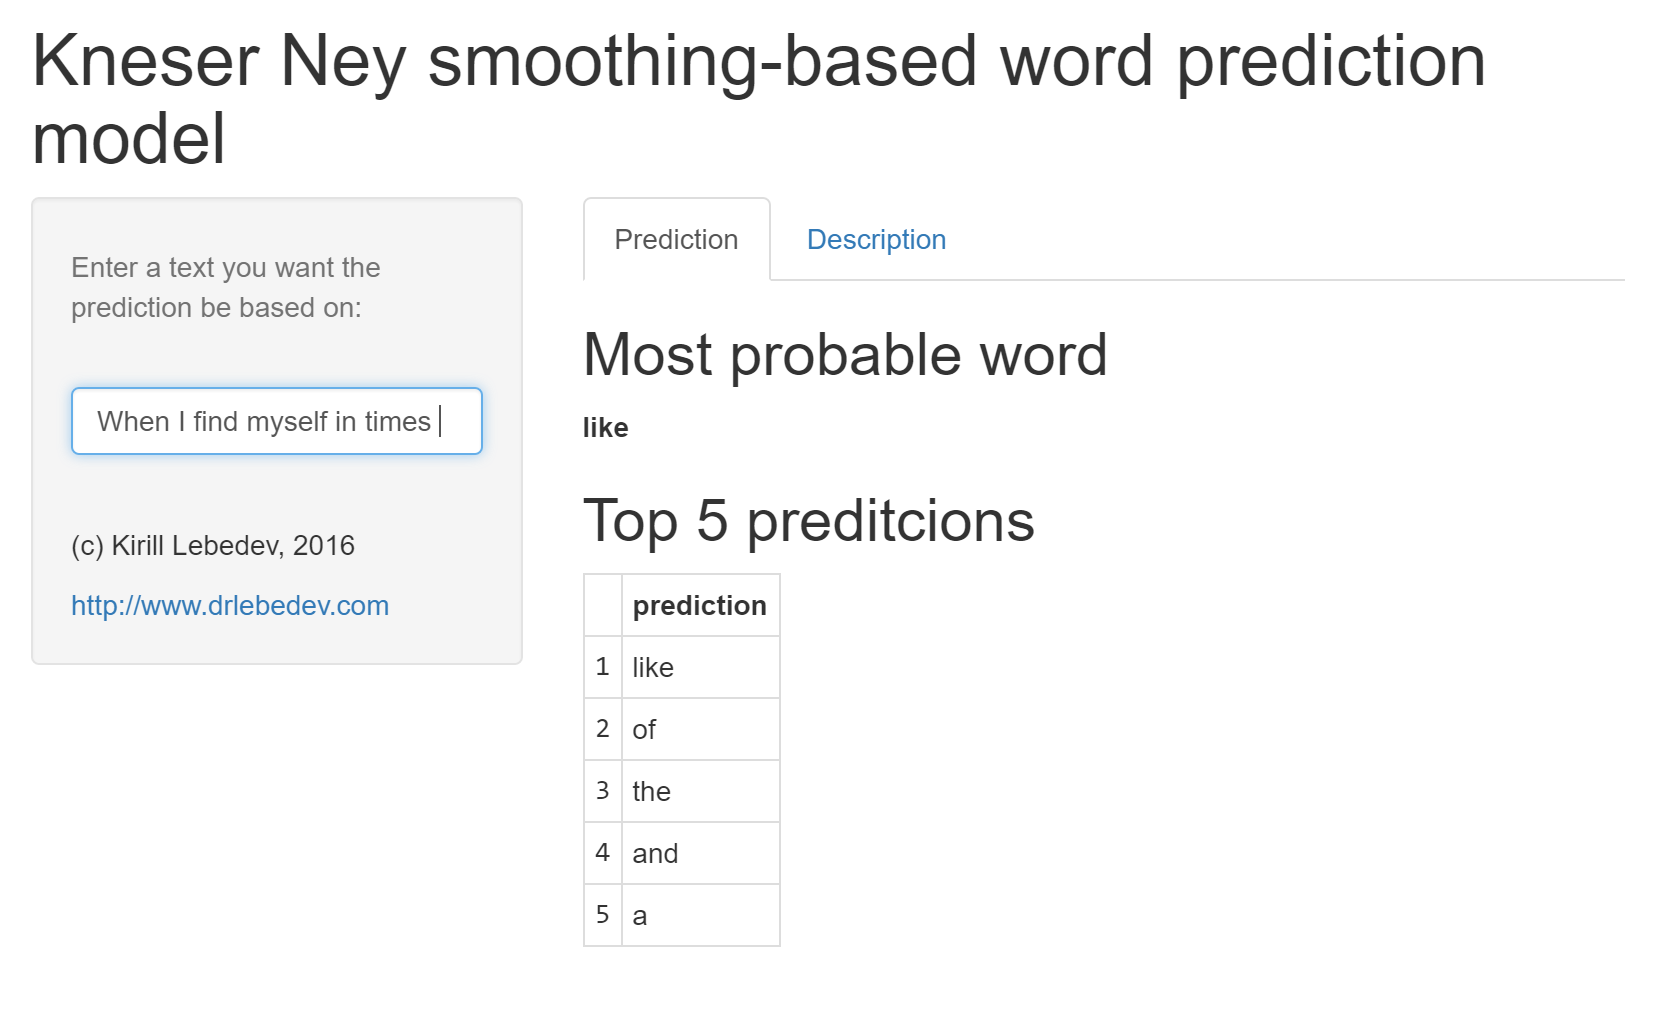 Kneser Ney smoothing-based word prediction
model
Enter a text you want the
prediction be based on:
When I find myself in times
(c) Kirill Lebedev, 2016
http://www.drlebedev.com
Prediction
Description
Most probable word
like
Top 5 preditcions
prediction
1 like
2 of
3 the
4 and
5 a